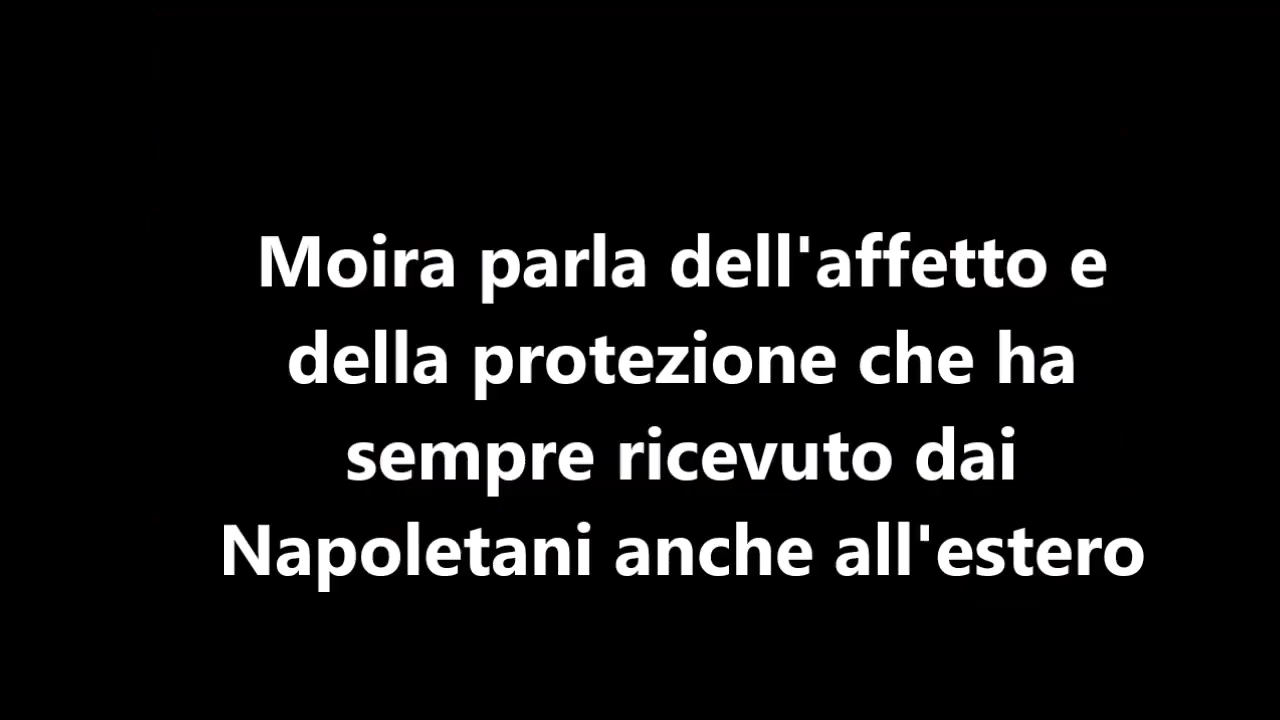 Moira parla dell'affetto e
della protezione che ha
sempre ricevuto dai
Napoletani anche all'estero